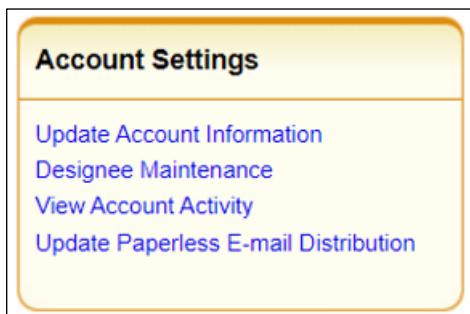 Account Settings
Update Account Information
Designee Maintenance
View Account Activity
Update Paperless E-mail Distribution